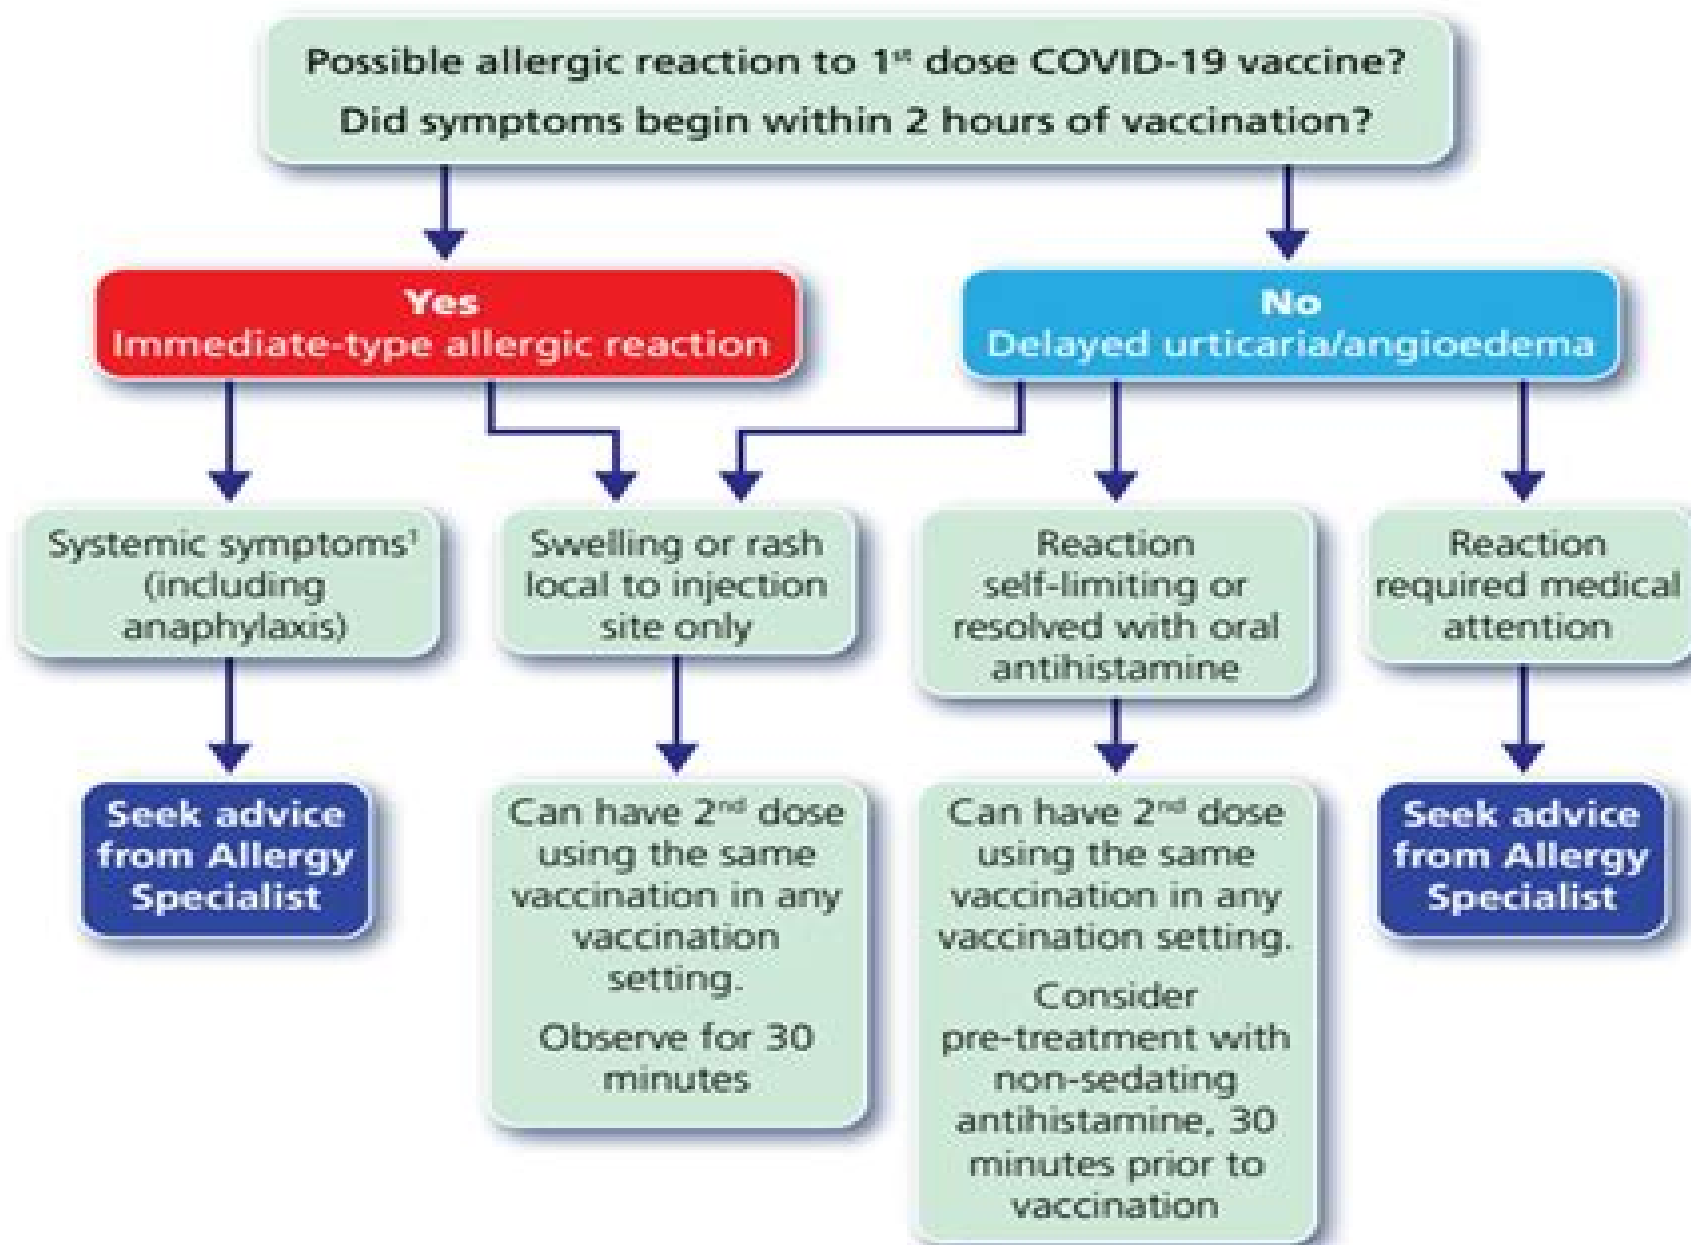 Possible allergic reaction to 1st dose COVID-19 vaccine?
Did symptoms begin within 2 hours of vaccination?
Yes
Immediate-type allergic reaction
No
Delayed urticaria/angioedema
Systemic symptoms¹
(including
anaphylaxis)
Swelling or rash
local to injection
site only
Reaction
self-limiting or
resolved with oral
antihistamine
Reaction
required medical
attention
Seek advice
from Allergy
Specialist
Can have 2nd dose
using the same
vaccination in any
vaccination
setting.
Observe for 30
minutes
Can have 2nd dose
using the same
vaccination in any
vaccination setting.
Consider
pre-treatment with
non-sedating
antihistamine, 30
minutes prior to
vaccination
Seek advice
from Allergy
Specialist